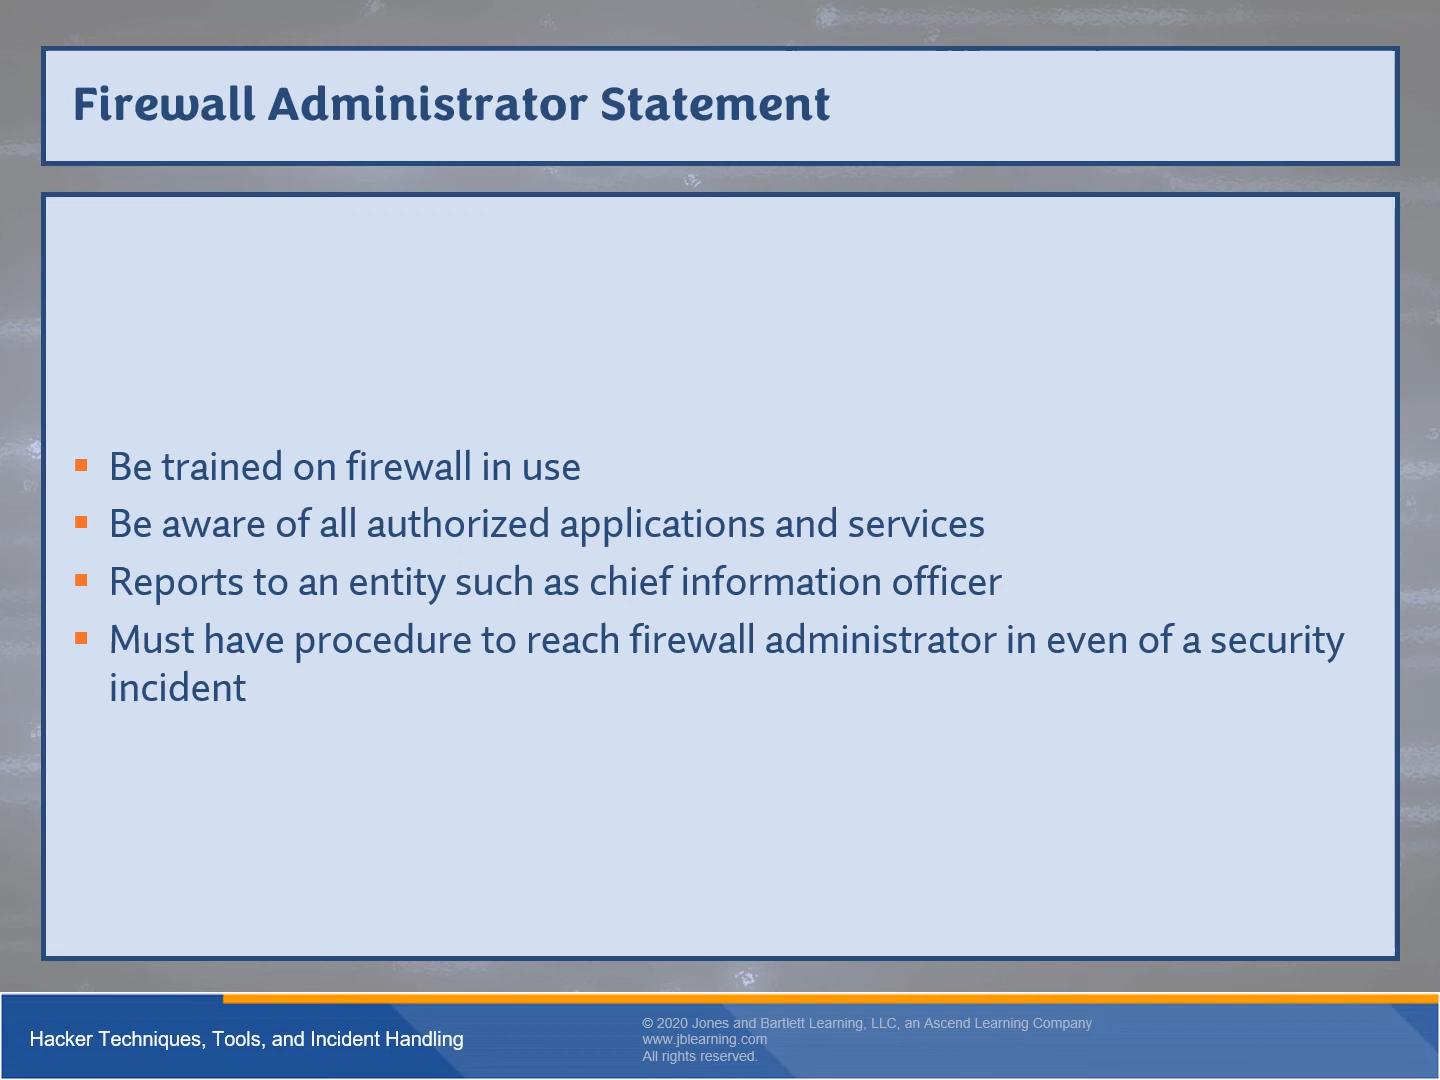 Firewall Administrator Statement
Be trained on firewall in use
Be aware of all authorized applications and services
Reports to an entity such as chief information officer
Must have procedure to reach firewall administrator in even of a security
incident
Hacker Techniques, Tools, and Incident Handling
© 2020 Jones and Bartlett Learning, LLC, an Ascend Learning Company
www.jblearning.com
All rights reserved.